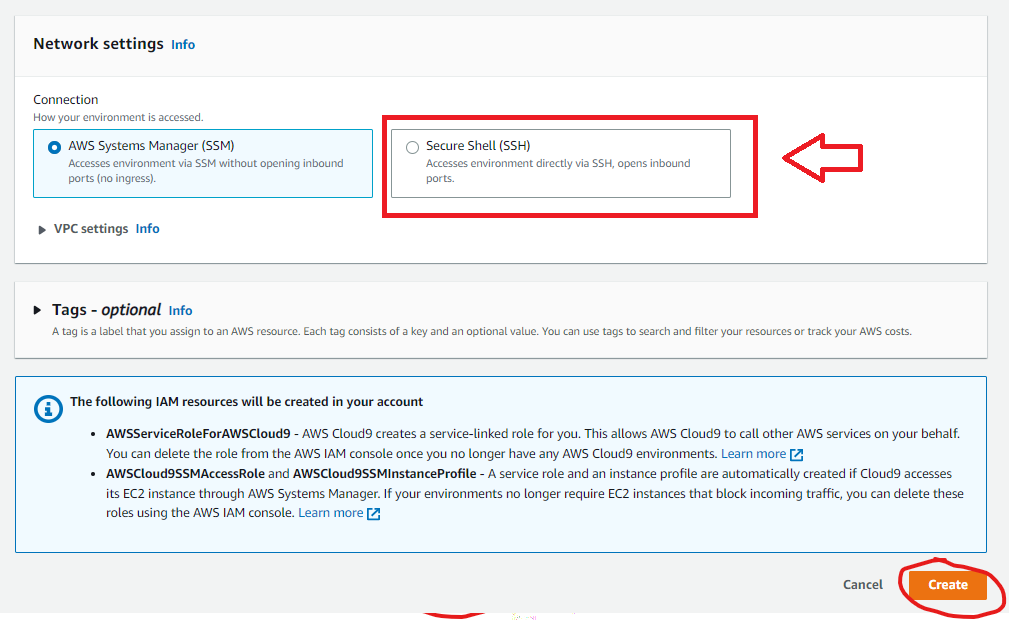 Network settings Info
Connection
How your environment is accessed.
AWS Systems Manager (SSM)
Accesses environment via SSM without opening inbound
ports (no ingress).
Secure Shell (SSH)
Accesses environment directly via SSH, opens inbound
ports.
VPC settings Info
Tags - optional Info
A tag is a label that you assign to an AWS resource. Each tag consists of a key and an optional value. You can use tags to search and filter your resources or track your AWS costs.
The following IAM resources will be created in your account
• AWSServiceRoleForAWSCloud9 - AWS Cloud9 creates a service-linked role for you. This allows AWS Cloud9 to call other AWS services on your behalf.
You can delete the role from the AWS IAM console once you no longer have any AWS Cloud9 environments. Learn more
• AWSCloud9SSMAccessRole and AWSCloud9SSMInstanceProfile - A service role and an instance profile are automatically created if Cloud9 accesses
its EC2 instance through AWS Systems Manager. If your environments no longer require EC2 instances that block incoming traffic, you can delete these
roles using the AWS IAM console. Learn more
Cancel Create